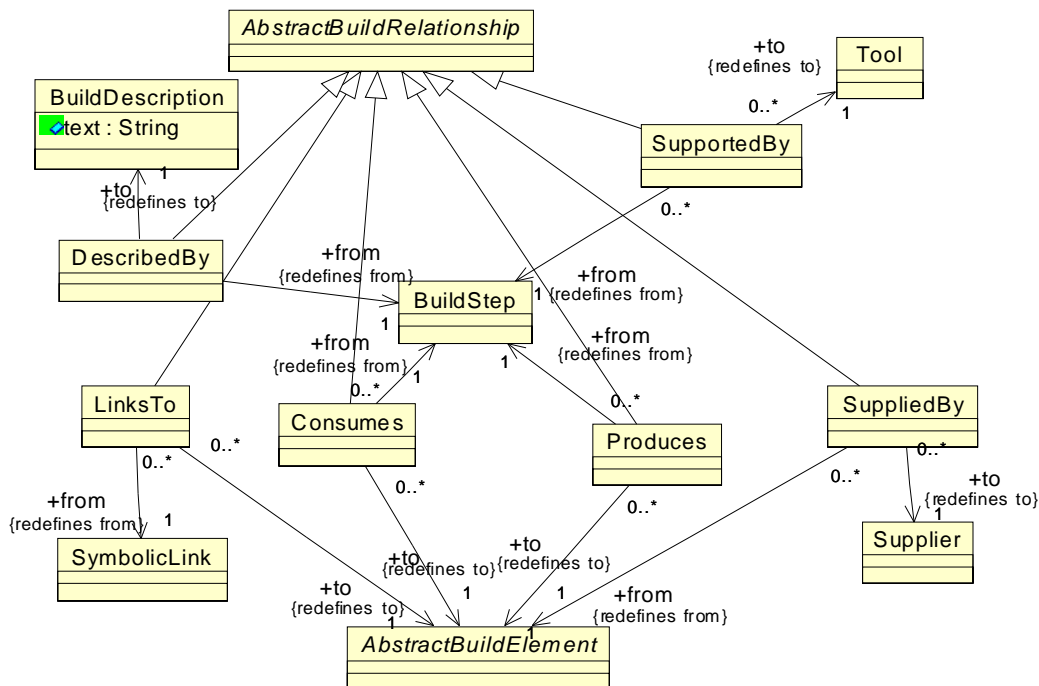 AbstractBuildRelationship
+to
{redefines to}
Tool
0..*
1
BuildDescription
text : String
SupportedBy
1
+to
{redefines to}
0..*
DescribedBy
+from
{redefines from}
+from
{redefines from}
BuildStep
1
1
+from
{redefines from}
+from
{redefines from}
1
1
0..*
0..*
LinksTo
Consumes
Produces
SuppliedBy
0..*
0..*
0..*
0..*
0..*
0..*
+to
{redefines to}
+from
{redefines from}
1
1
SymbolicLink
Supplier
+to
{redefines to}
+to
{redefines to}
+to
{redefines to}
1
1
+from
{redefines from}
1
1
AbstractBuildElement